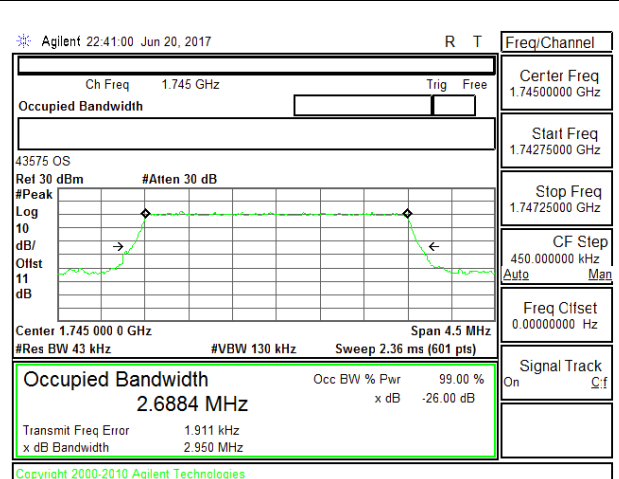 Agilent 22:41:00 Jun 20, 2017 R T
Freq/Channel
Ch Freq 1.745 GHz Trig Free
Occupied Bandwidth
Center Freq
1.74500000 GHz
Start Freq
1.74275000 GHz
Stop Freq
1.74725000 GHz
CF Step
450.000000 kHz
Auto Man
Freq Offset
0.00000000 Hz
Signal Track
On Off
43575 OS
Ref 30 dBm #Atten 30 dB
#Peak
Log
10
dB/
Offst
11
dB
Center 1.745 000 0 GHz Span 4.5 MHz
#Res BW 43 kHz #VBW 130 kHz Sweep 2.36 ms (601 pts)
Occupied Bandwidth Occ BW % Pwr 99.00 %
2.6884 MHz x dB -26.00 dB
Transmit Freq Error 1.911 kHz
x dB Bandwidth 2.950 MHz
Copyright 2000-2010 Agilent Technologies